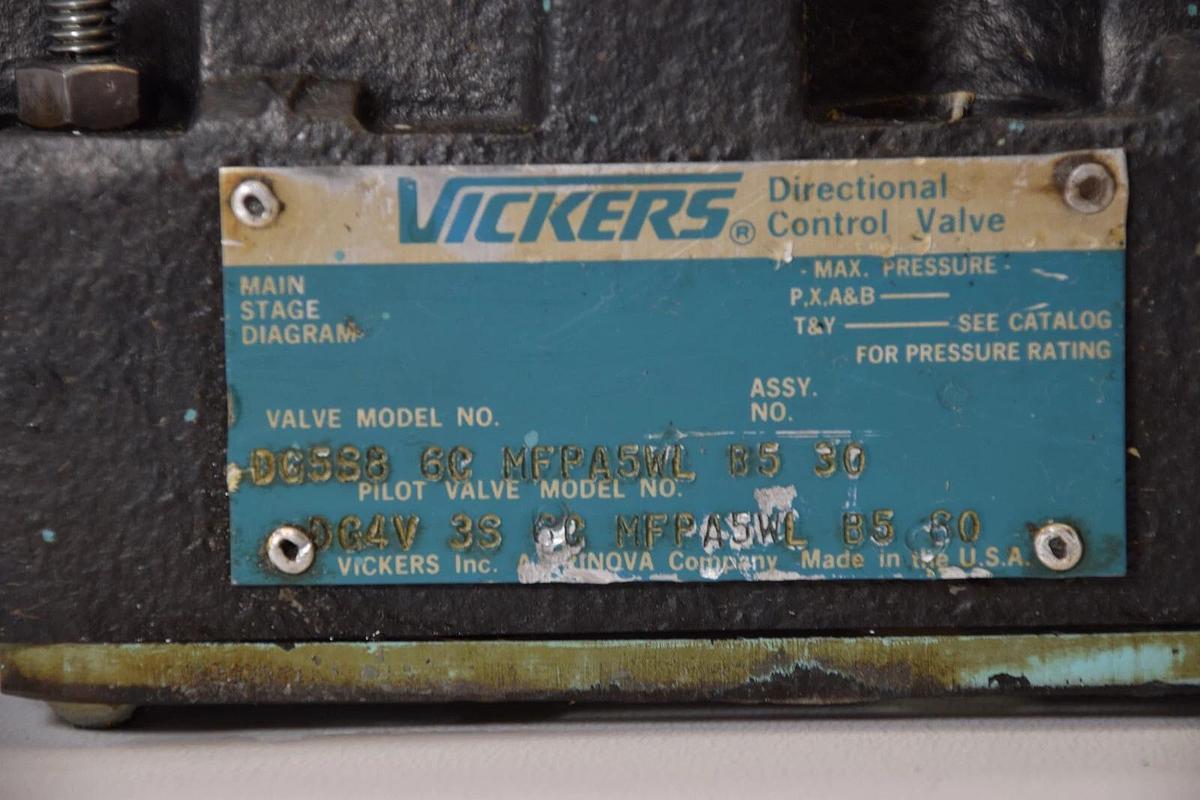 VICKERS® Directional
Control Valve
MAIN
STAGE
DIAGRAM
- MAX. PRESSURE -
P,X,A&B ——
T&Y —— SEE CATALOG
FOR PRESSURE RATING
ASSY.
NO.
VALVE MODEL NO.
DG5S8 6C MFPA5WL B5 30
PILOT VALVE MODEL NO.
DG4V 3S 6C MFPA5WL B5 60
VICKERS Inc. Company Made in the U.S.A.